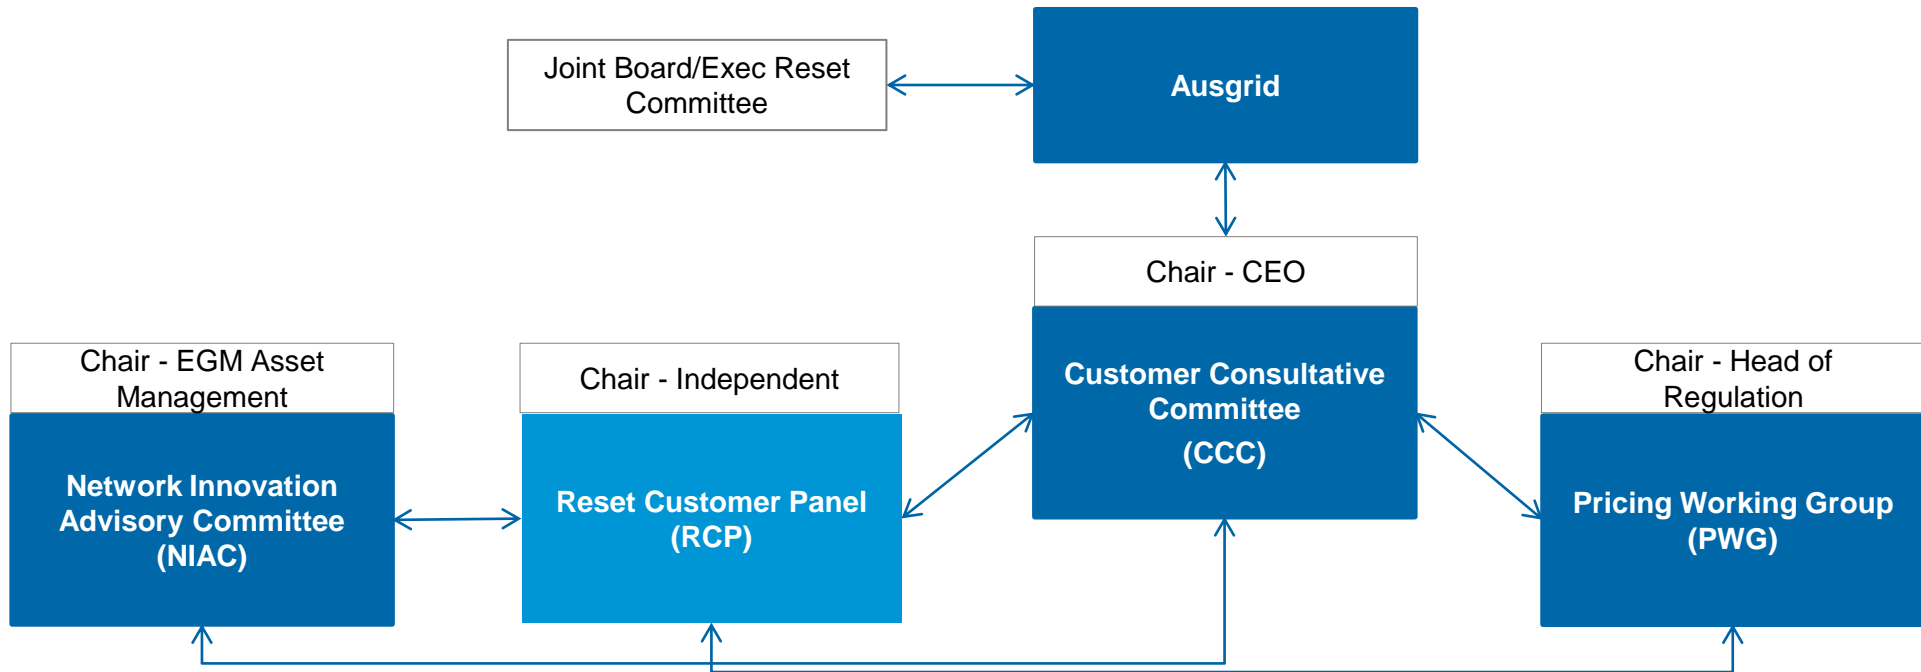 Joint Board/Exec Reset
Committee
Ausgrid
Chair - CEO
Customer Consultative
Committee
(CCC)
Chair - EGM Asset
Management
Network Innovation
Advisory Committee
(NIAC)
Chair - Independent
Reset Customer Panel
(RCP)
Chair - Head of
Regulation
Pricing Working Group
(PWG)